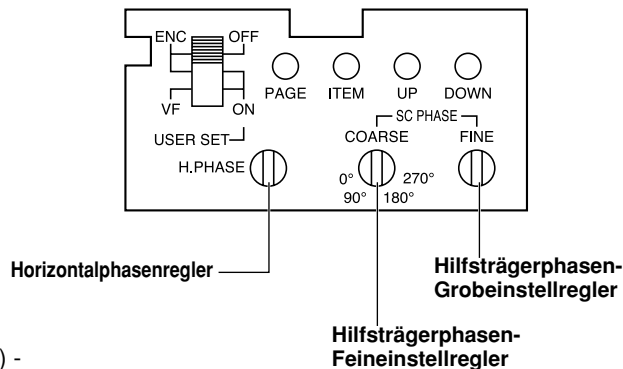 ENC OFF
PAGE ITEM UP DOWN
VF ON
SC PHASE
USER SET
COARSE FINE
H.PHASE
0° 270°
90° 180°
Horizontalphasenregler
Hilfsträgerphasen-
Grobeinstellregler
Hilfsträgerphasen-
Feineinstellregler
) -